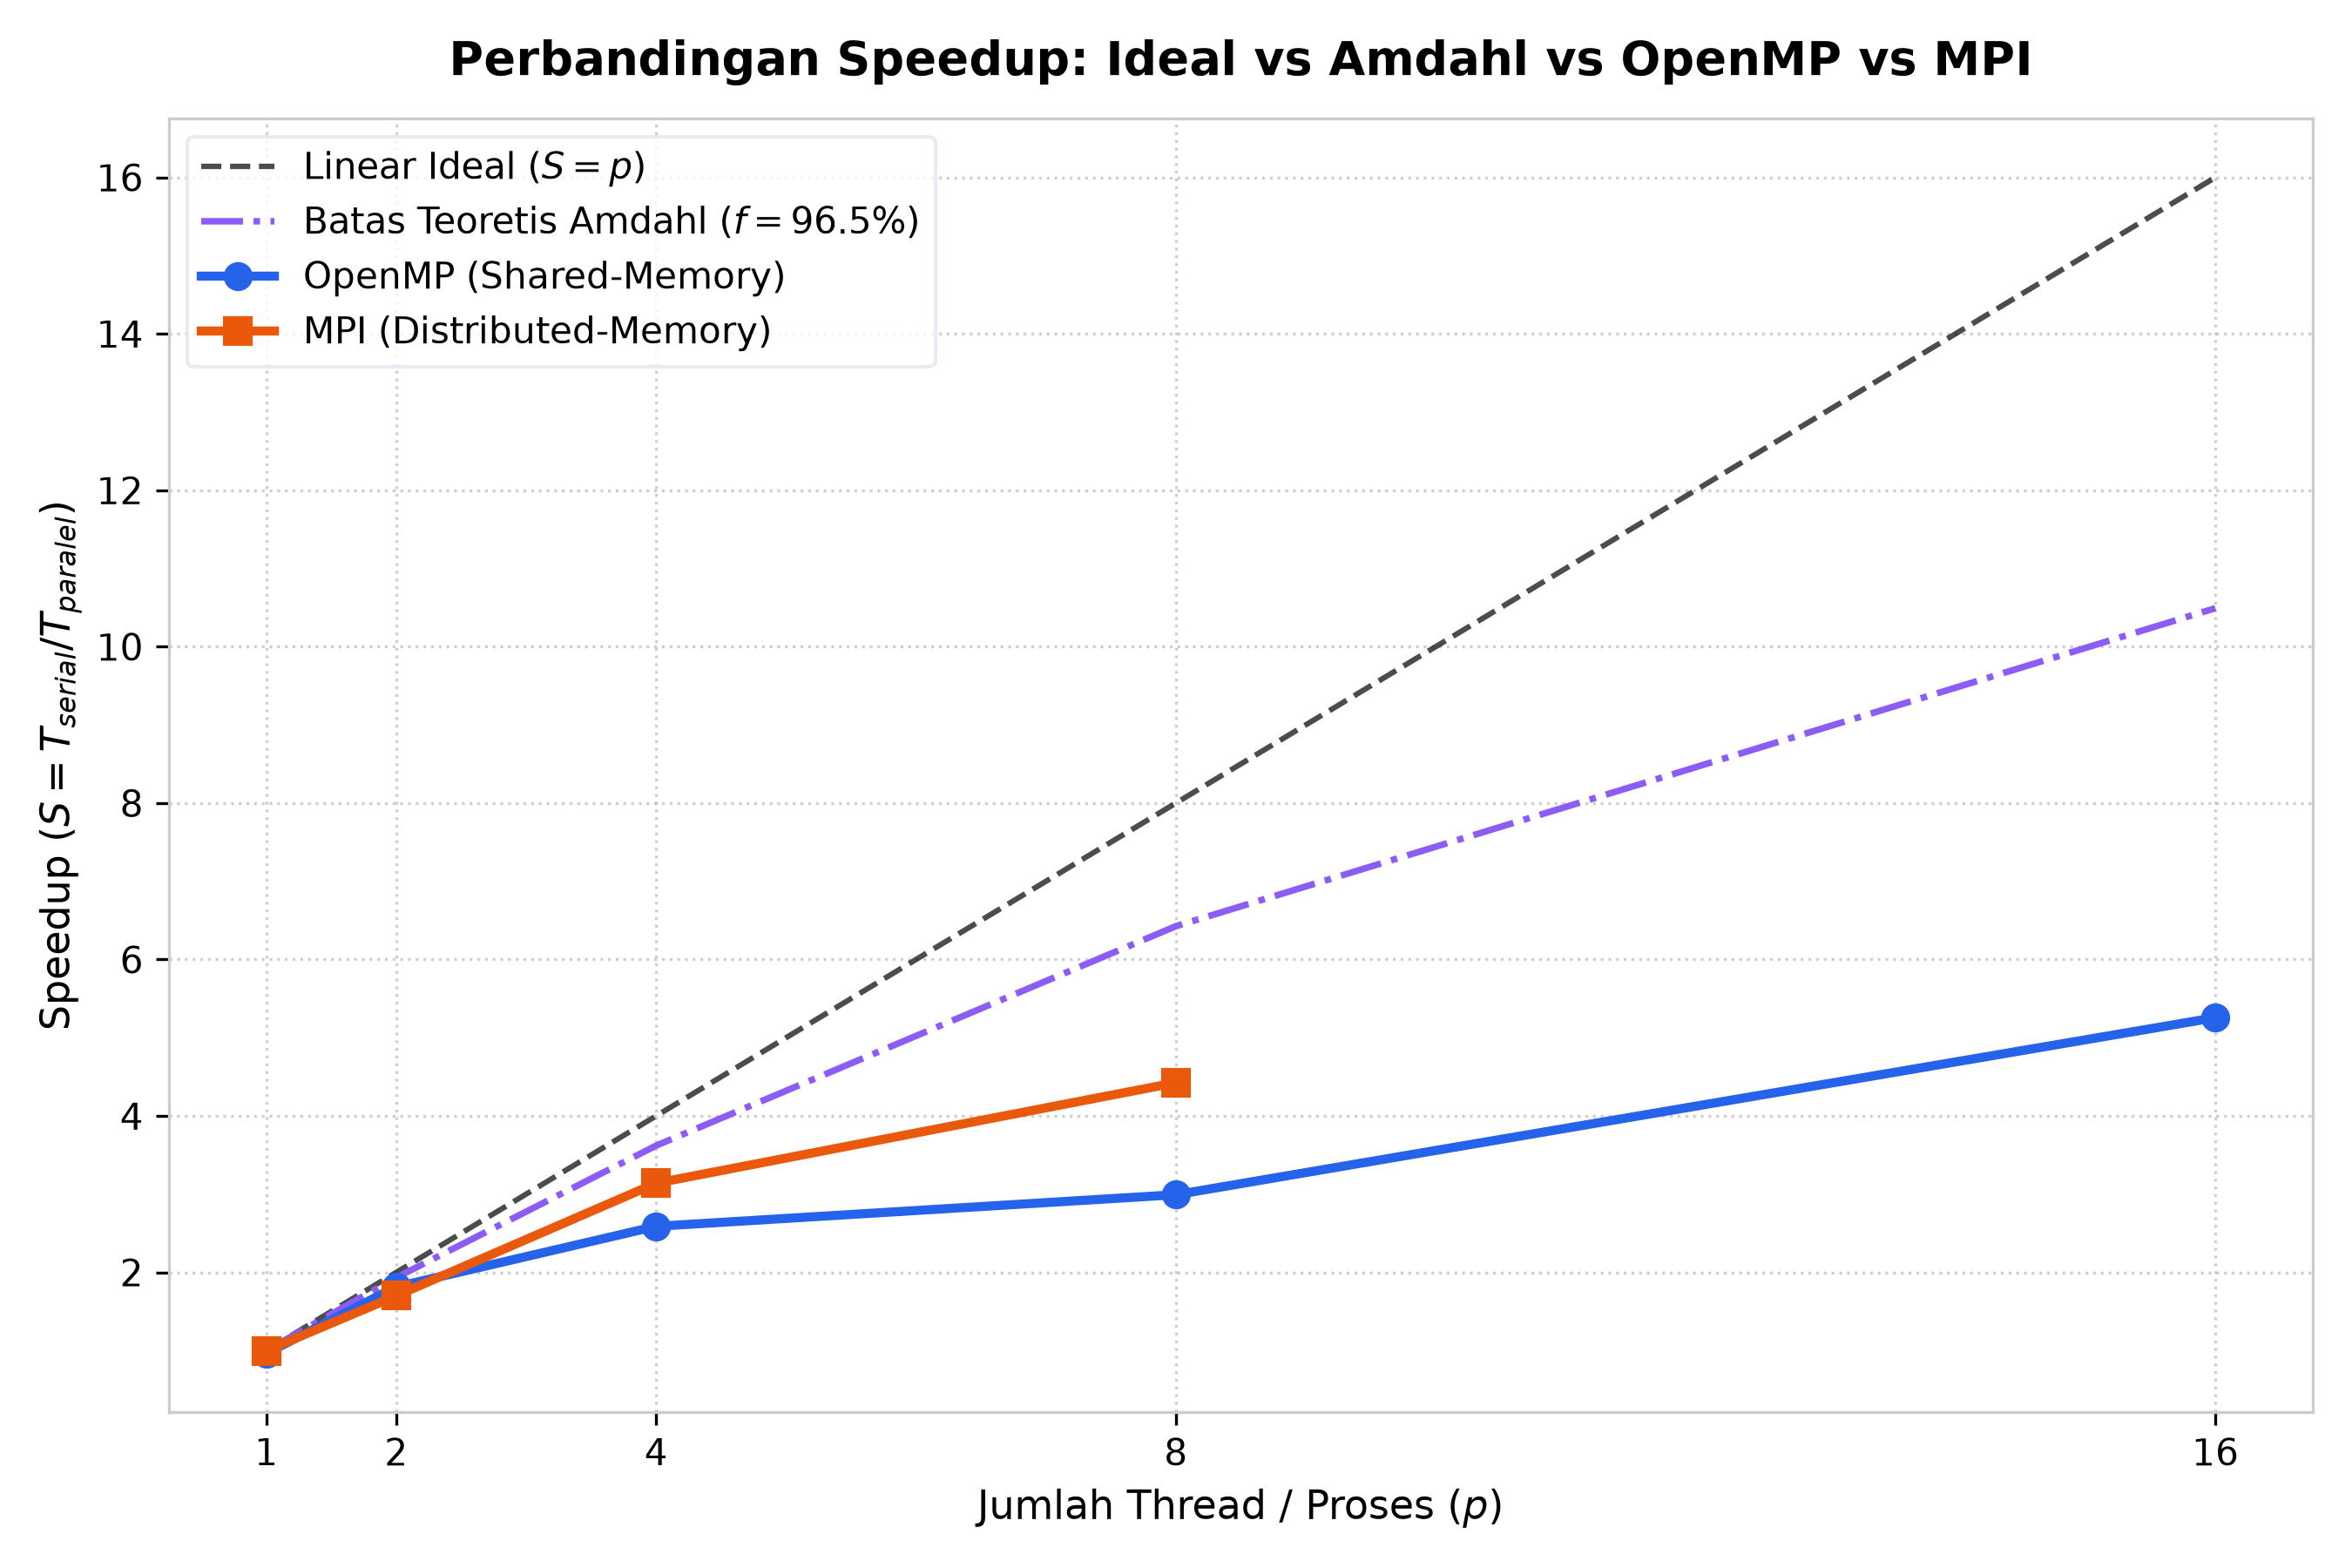 Perbandingan Speedup: Ideal vs Amdahl vs OpenMP vs MPI
Linear Ideal (S = p)
Batas Teoretis Amdahl (f = 96.5%)
OpenMP (Shared-Memory)
MPI (Distributed-Memory)
Speedup (S = T_serial/T_paralel)
16
14
12
10
8
6
4
2
1 2 4 8 16
Jumlah Thread / Proses (p)